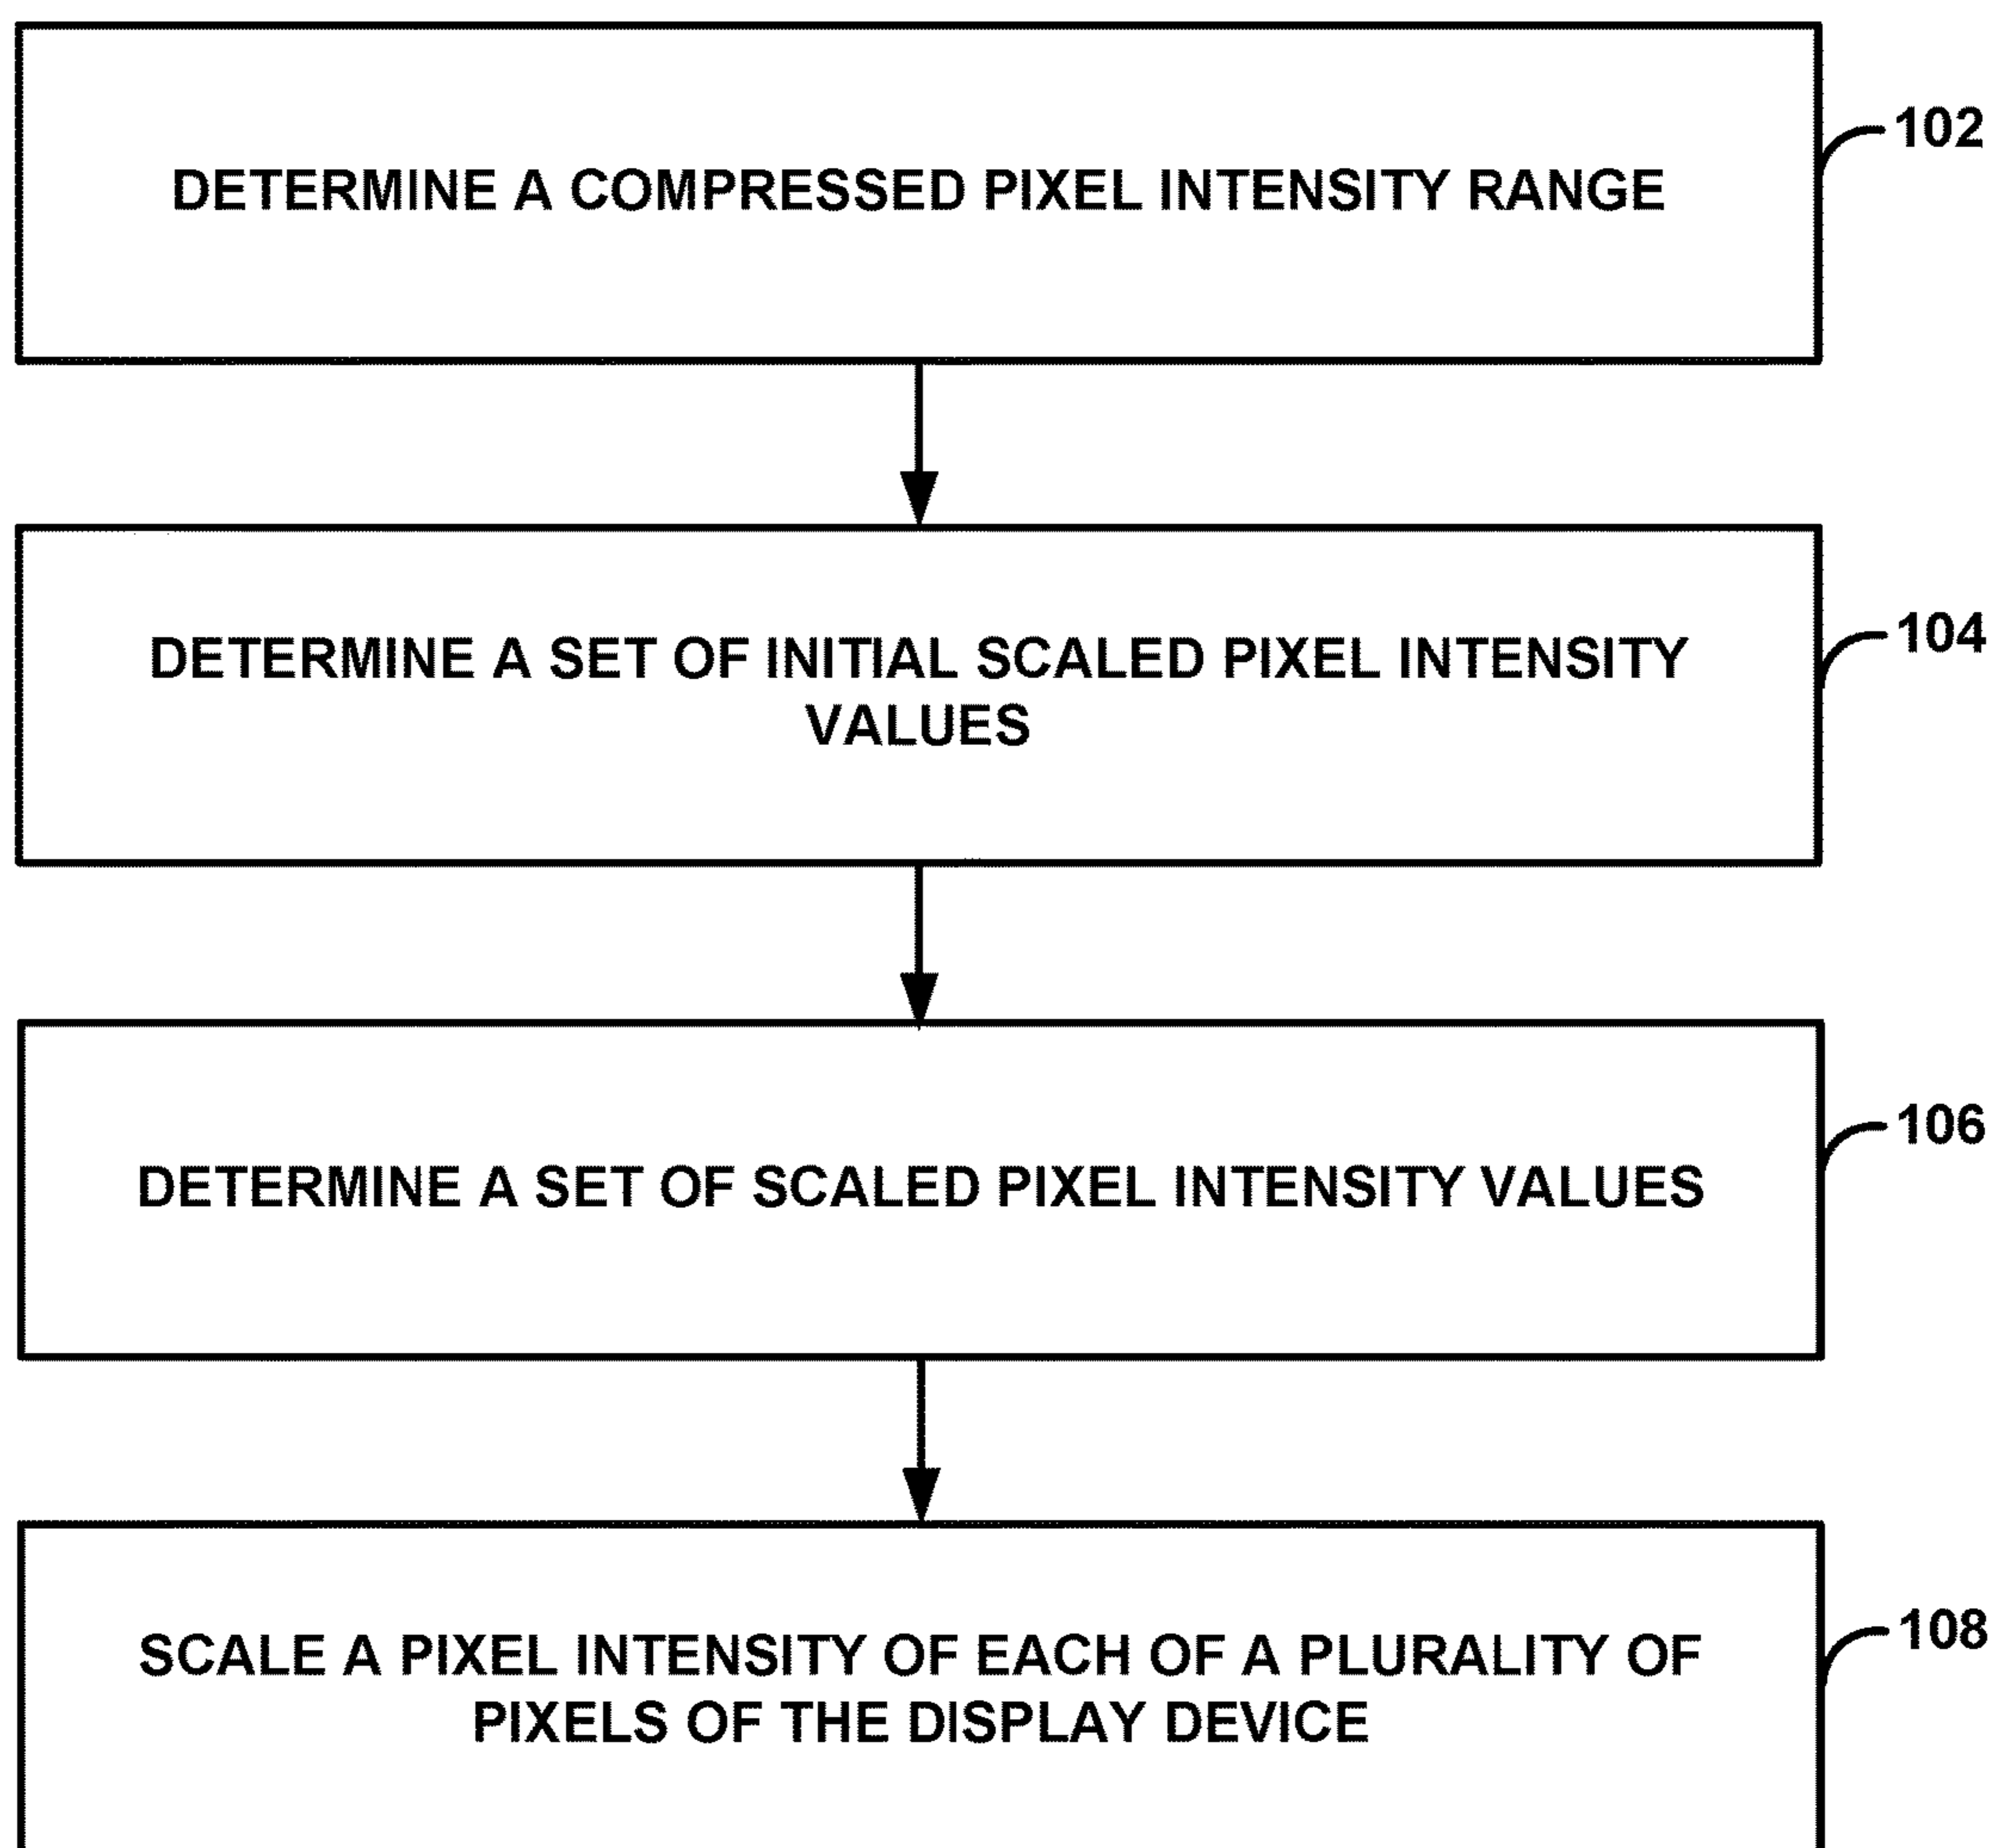 102
DETERMINE A COMPRESSED PIXEL INTENSITY RANGE
104
DETERMINE A SET OF INITIAL SCALED PIXEL INTENSITY
VALUES
106
DETERMINE A SET OF SCALED PIXEL INTENSITY VALUES
108
SCALE A PIXEL INTENSITY OF EACH OF A PLURALITY OF
PIXELS OF THE DISPLAY DEVICE